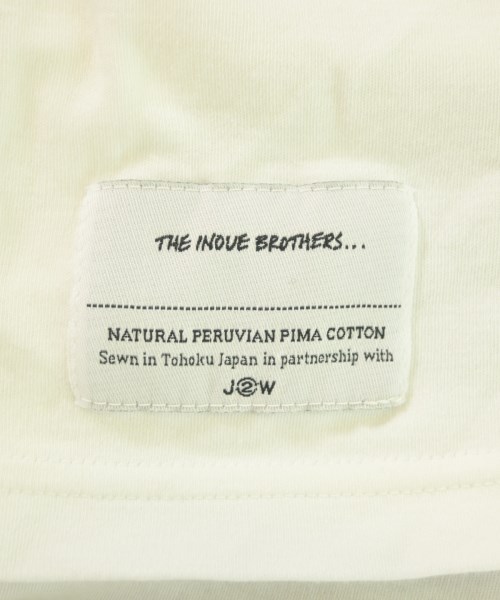 THE INOUE BROTHERS...
NATURAL PERUVIAN PIMA COTTON
Sewn in Tohoku Japan in partnership with
J②W